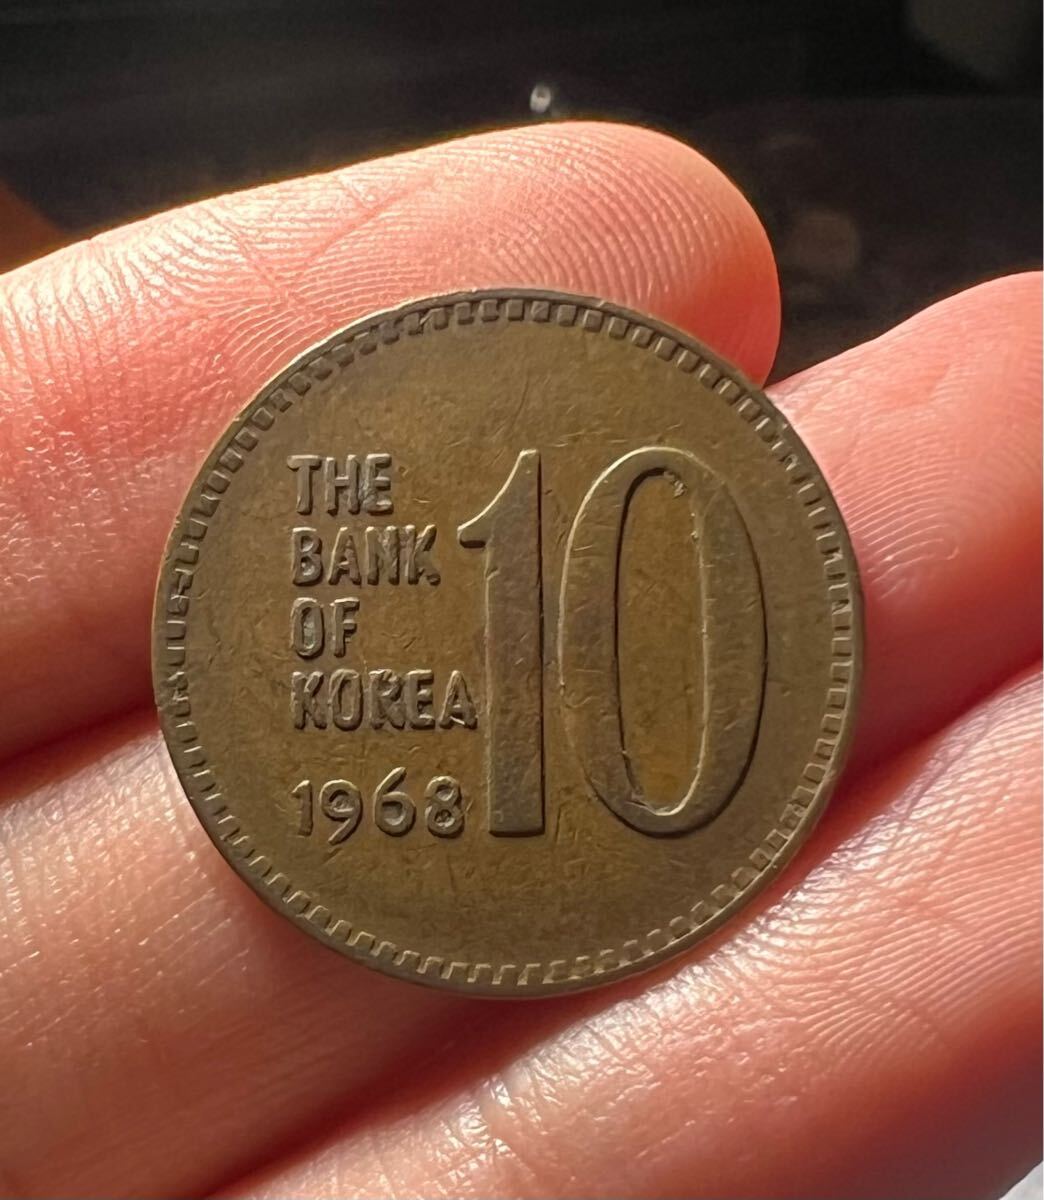 THE
BANK
OF
KOREA
1968
10